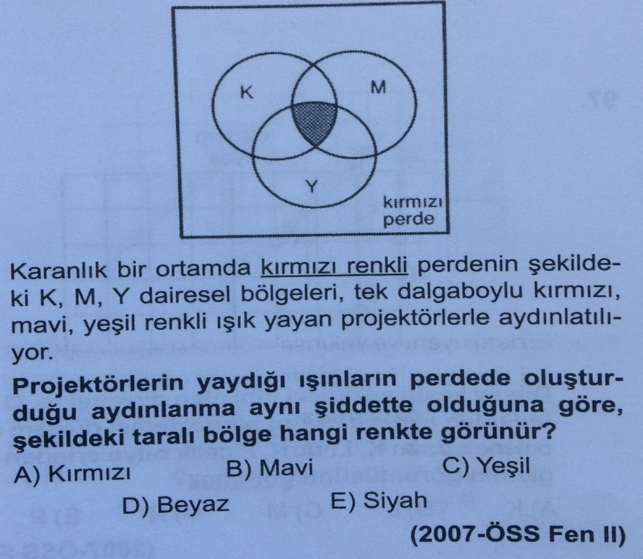 K
M
Y
kırmızı
perde
Karanlık bir ortamda kırmızı renkli perdenin şekilde-
ki K, M, Y dairesel bölgeleri, tek dalgaboylu kırmızı,
mavi, yeşil renkli ışık yayan projektörlerle aydınlatılı-
yor.
Projektörlerin yaydığı ışınların perdede oluştur-
duğu aydınlanma aynı şiddette olduğuna göre,
şekildeki taralı bölge hangi renkte görünür?
A) Kırmızı B) Mavi C) Yeşil
D) Beyaz E) Siyah
(2007-ÖSS Fen II)